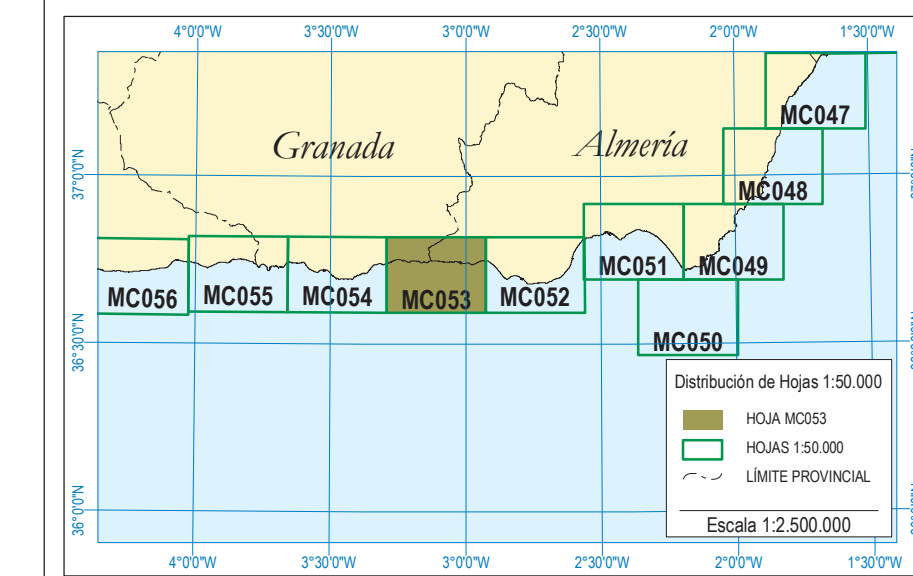 4°0'0"W 3°30'0"W 3°0'0"W 2°30'0"W 2°0'0"W 1°30'0"W
MC047
Granada Almería
37°0'0"N
MC048
MC051 MC049
MC056 MC055 MC054 MC053 MC052
36°30'0"N
MC050
Distribución de Hojas 1:50.000
HOJA MC053
HOJAS 1:50.000
LÍMITE PROVINCIAL
36°0'0"N
Escala 1:2.500.000
4°0'0"W 3°30'0"W 3°0'0"W 2°30'0"W 2°0'0"W 1°30'0"W